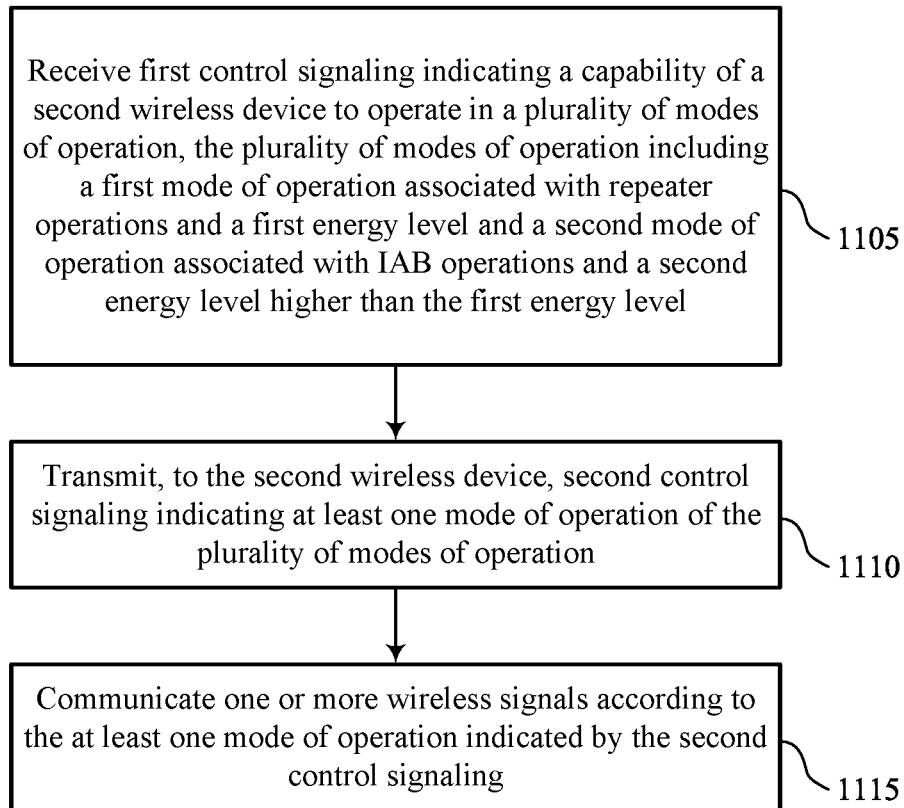 Receive first control signaling indicating a capability of a
second wireless device to operate in a plurality of modes
of operation, the plurality of modes of operation including
a first mode of operation associated with repeater
operations and a first energy level and a second mode of
operation associated with IAB operations and a second
energy level higher than the first energy level
1105
Transmit, to the second wireless device, second control
signaling indicating at least one mode of operation of the
plurality of modes of operation
1110
Communicate one or more wireless signals according to
the at least one mode of operation indicated by the second
control signaling
1115